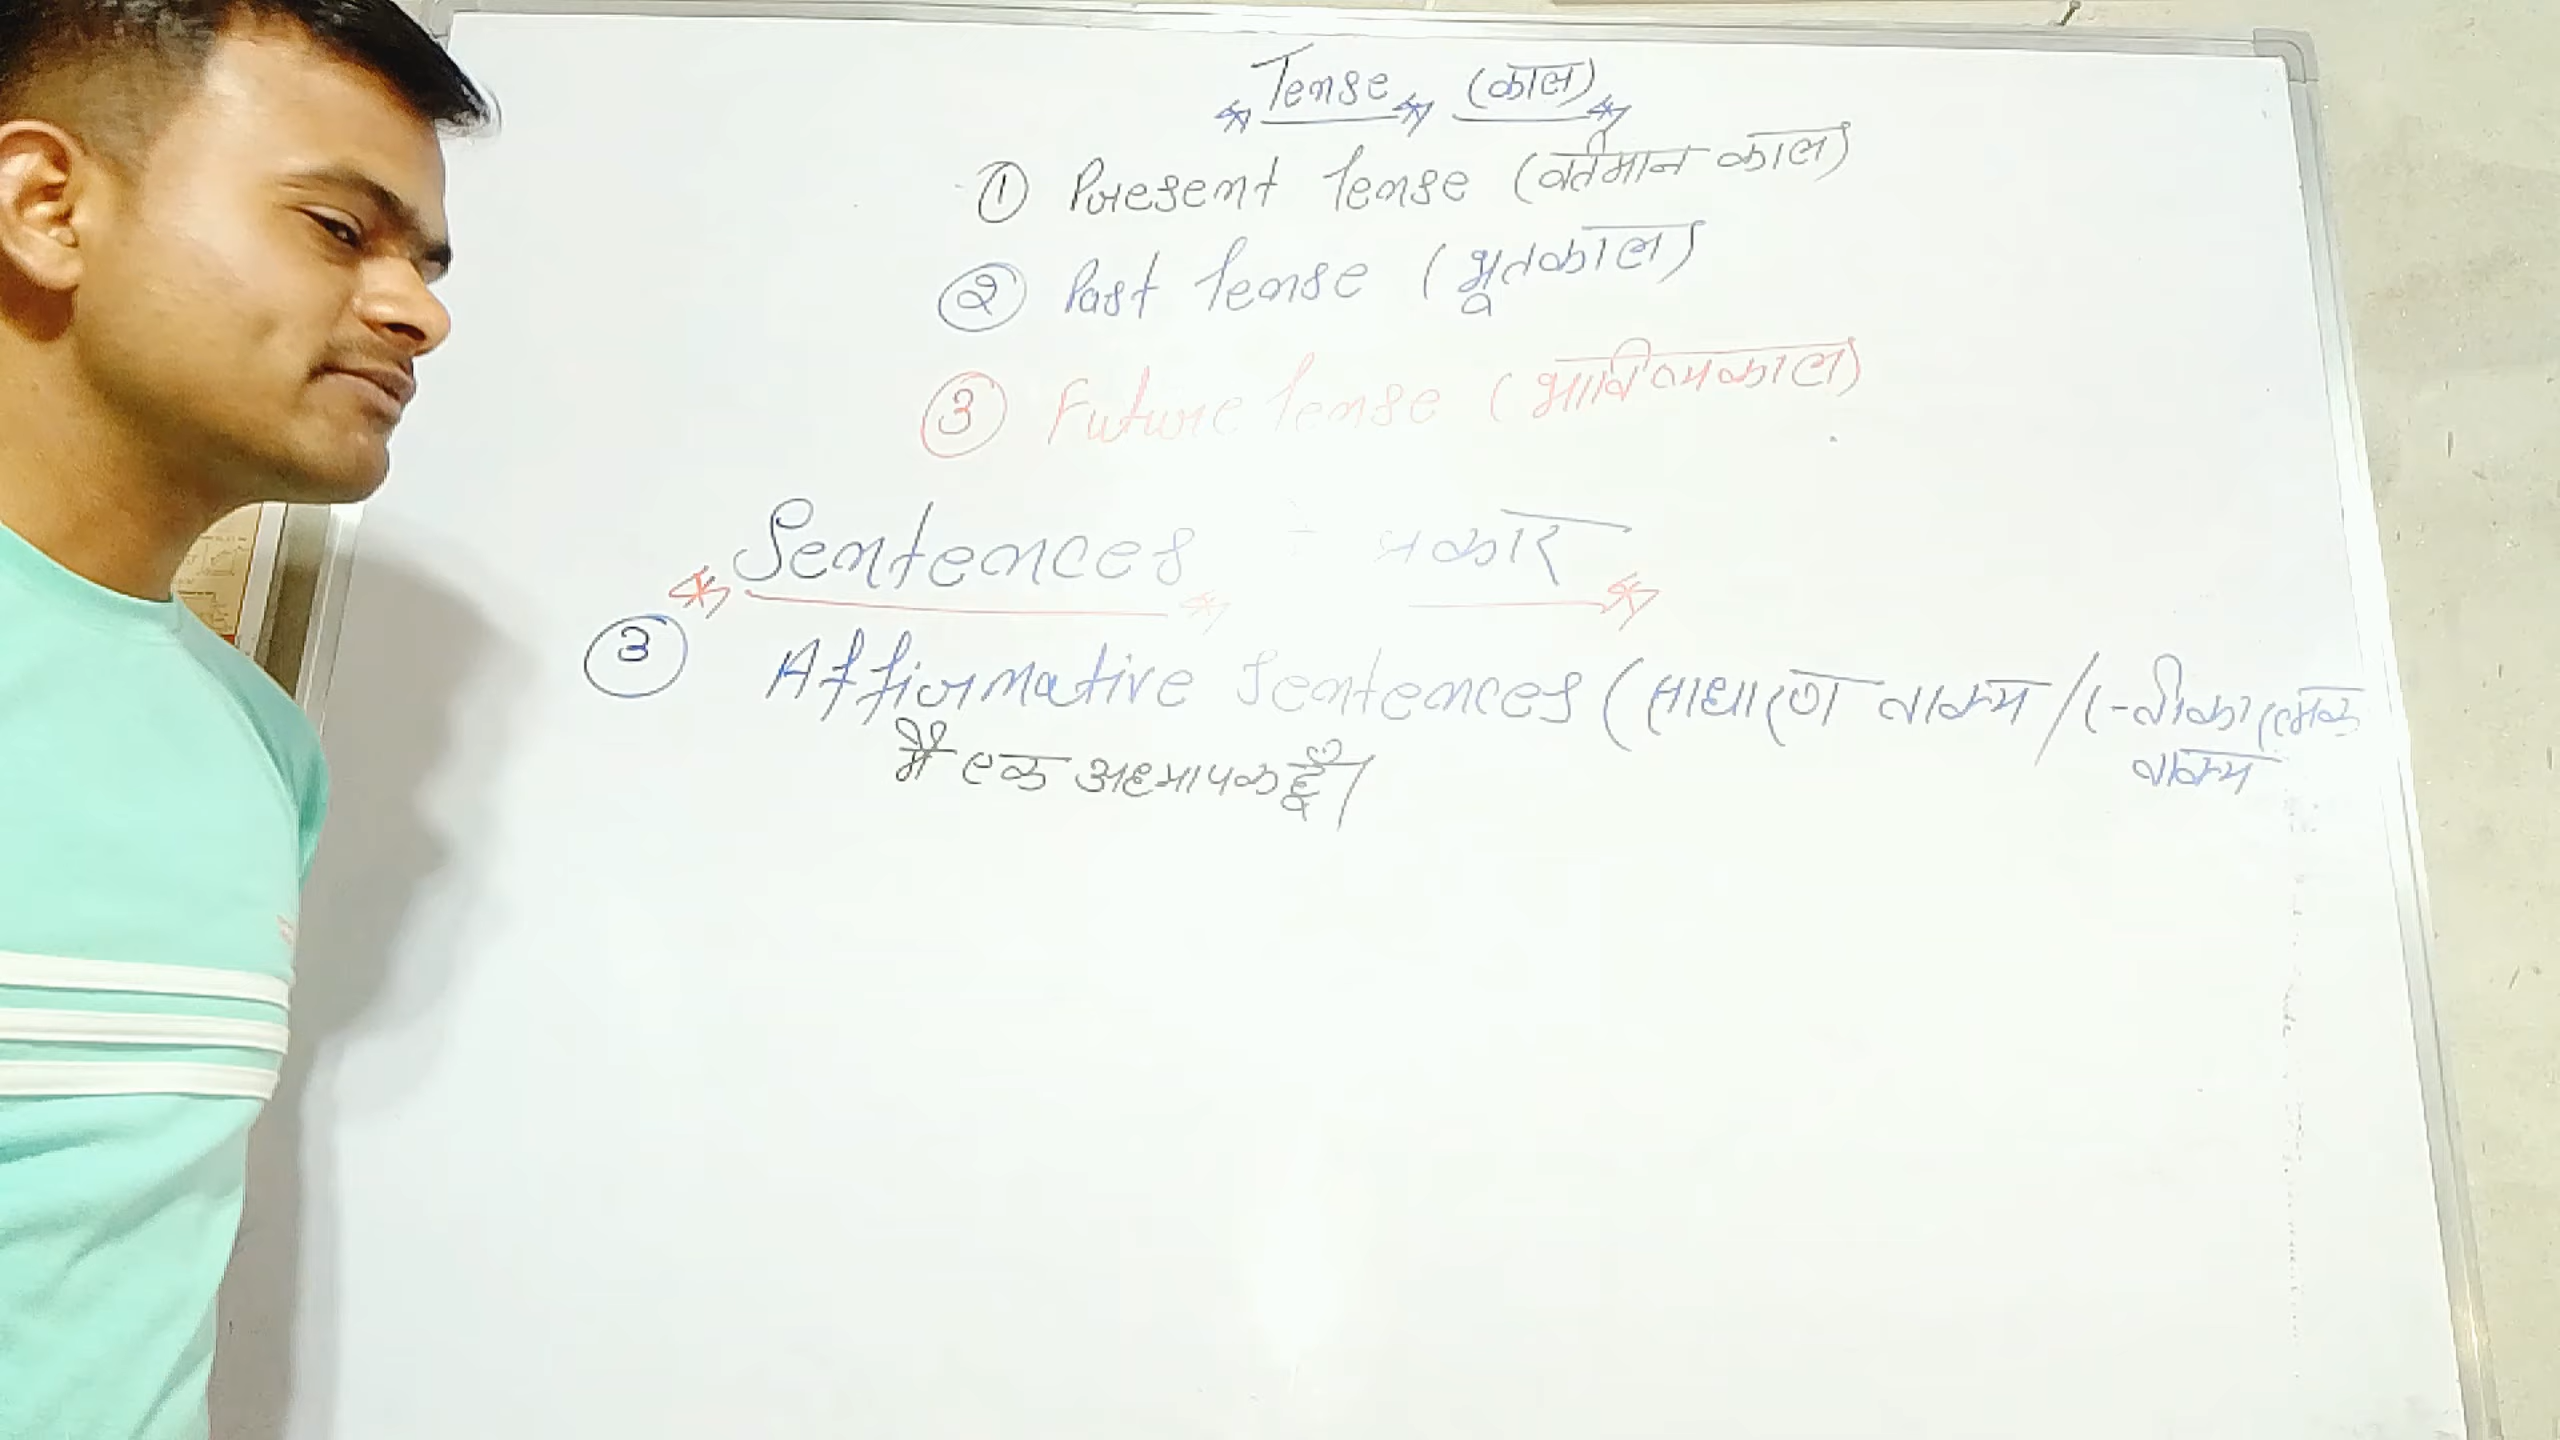 Tense (काल)
① Present Tense (वर्तमान काल)
② Past Tense (भूतकाल)
③ Future Tense (भाविष्यकाल)
Sentences प्रकार
③ Affirmative Sentences (साधारण वाक्य / स्वीकारात्मक
वाक्य
मैं एक अध्यापक हूँ।